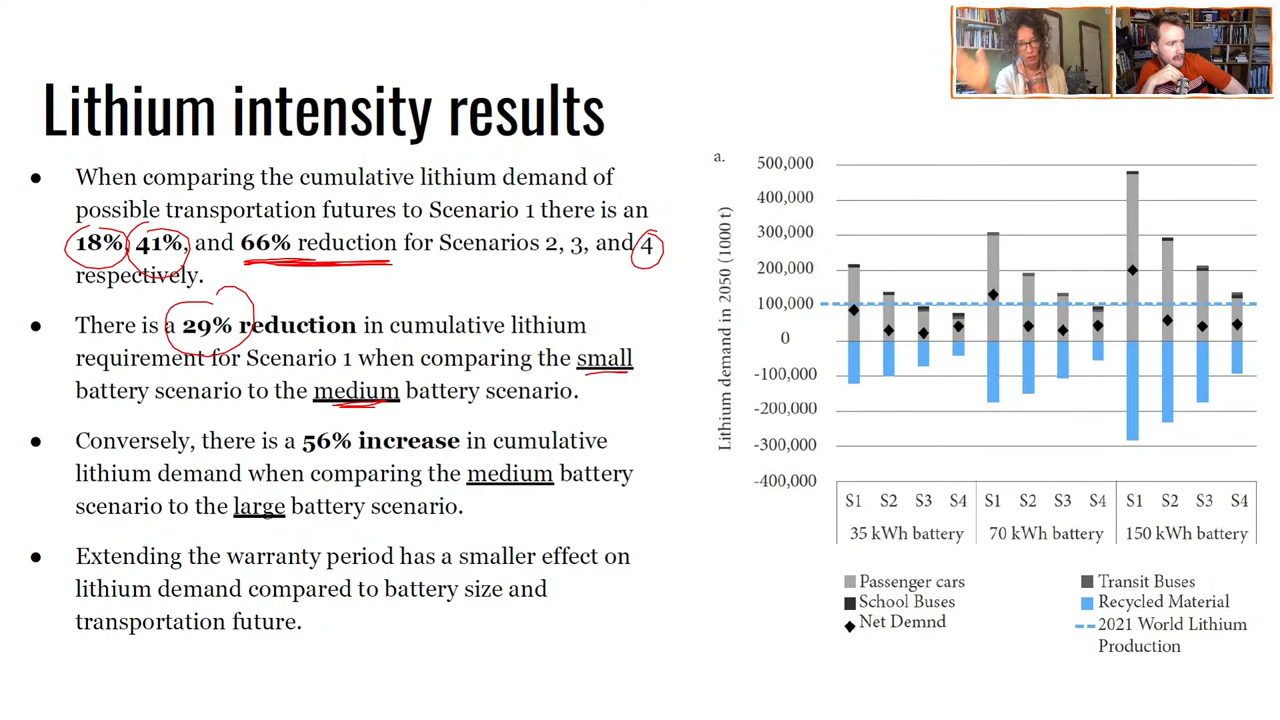 Lithium intensity results
● When comparing the cumulative lithium demand of
possible transportation futures to Scenario 1 there is an
18%, 41%, and 66% reduction for Scenarios 2, 3, and 4
respectively.
● There is a 29% reduction in cumulative lithium
requirement for Scenario 1 when comparing the small
battery scenario to the medium battery scenario.
● Conversely, there is a 56% increase in cumulative
lithium demand when comparing the medium battery
scenario to the large battery scenario.
● Extending the warranty period has a smaller effect on
lithium demand compared to battery size and
transportation future.
a.
Lithium demand in 2050 (1000 t)
500,000
400,000
300,000
200,000
100,000
0
-100,000
-200,000
-300,000
-400,000
S1 S2 S3 S4 S1 S2 S3 S4 S1 S2 S3 S4
35 kWh battery 70 kWh battery 150 kWh battery
Passenger cars
School Buses
Net Demnd
Transit Buses
Recycled Material
2021 World Lithium
Production